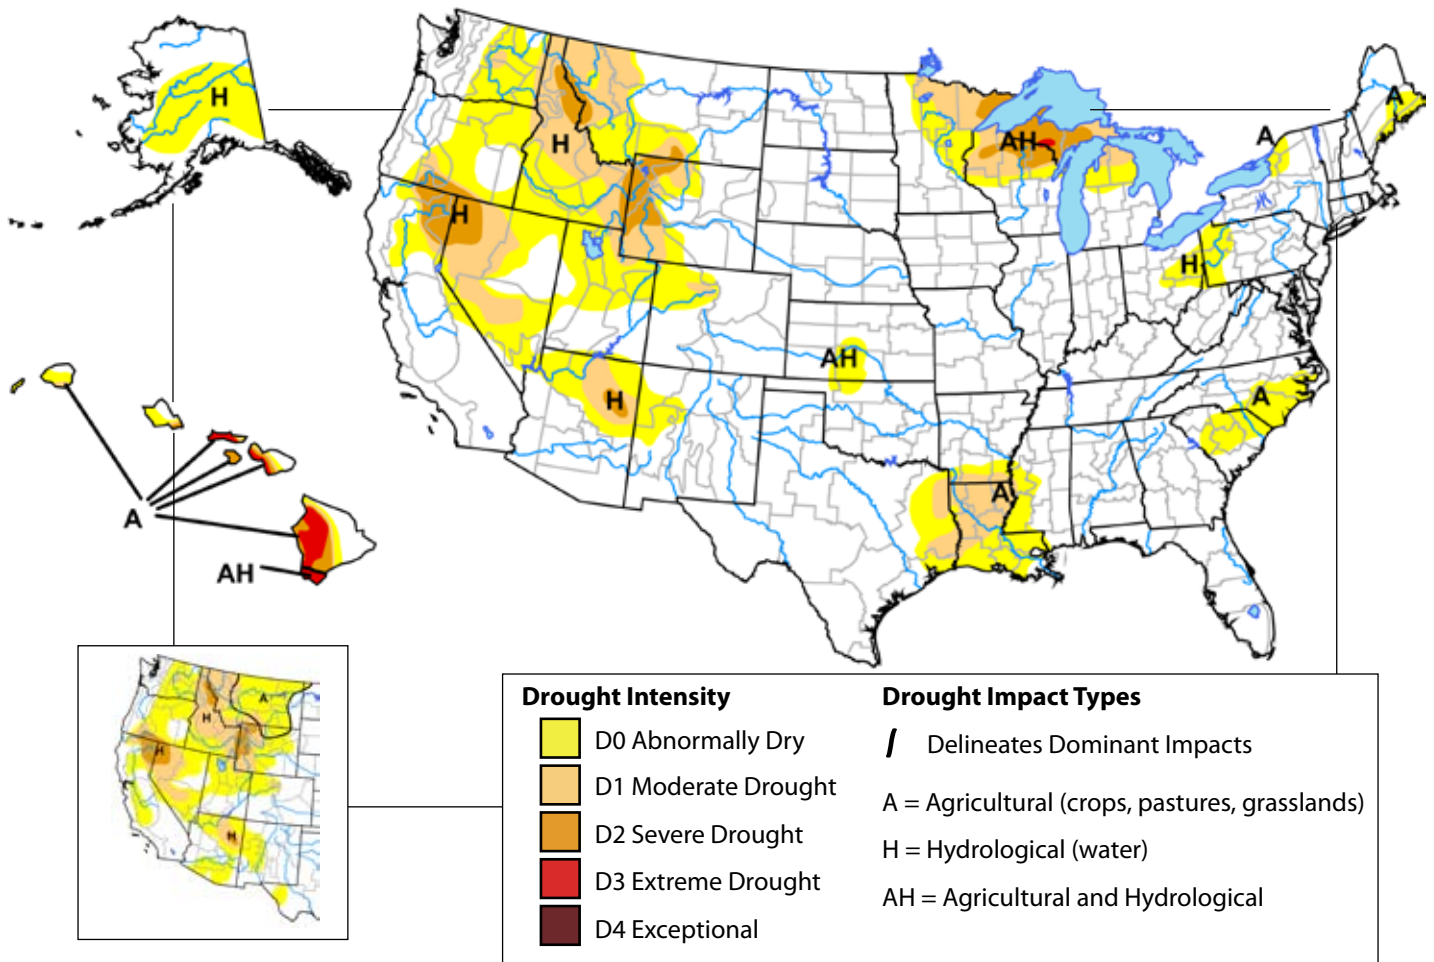 H
A
A
H
AH
H
H
AH
H
A
A
H
A
AH
A
H
H
H
Drought Intensity
D0 Abnormally Dry
D1 Moderate Drought
D2 Severe Drought
D3 Extreme Drought
D4 Exceptional
Drought Impact Types
Delineates Dominant Impacts
A = Agricultural (crops, pastures, grasslands)
H = Hydrological (water)
AH = Agricultural and Hydrological